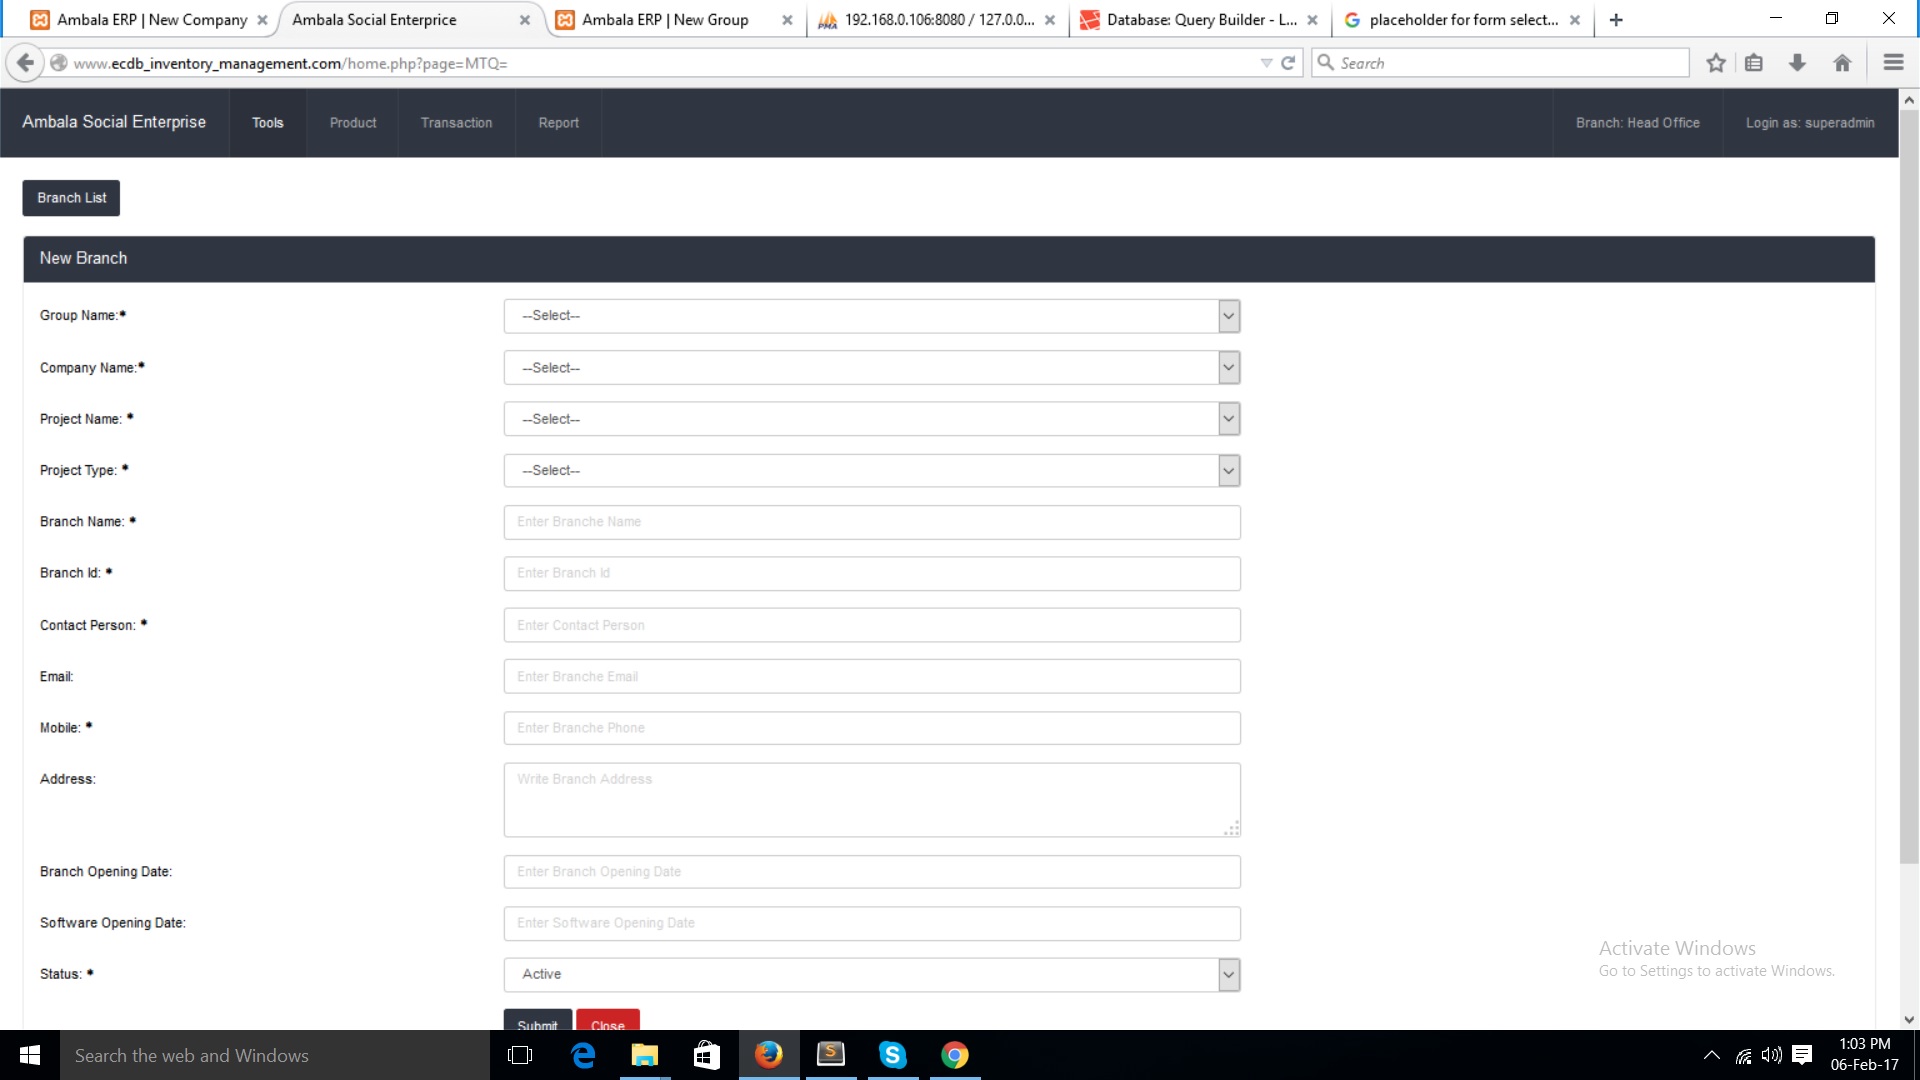 Ambala ERP | New Company
Ambala Social Enterprice
Ambala ERP | New Group
192.168.0.106:8080 / 127.0.0...
Database: Query Builder - L...
placeholder for form select...
www.ecdb_inventory_management.com/home.php?page=MTQ=
Search
Ambala Social Enterprise
Tools
Product
Transaction
Report
Branch: Head Office
Login as: superadmin
Branch List
New Branch
Group Name:*
--Select--
Company Name:*
--Select--
Project Name: *
--Select--
Project Type: *
--Select--
Branch Name: *
Enter Branche Name
Branch Id: *
Enter Branch Id
Contact Person: *
Enter Contact Person
Email:
Enter Branche Email
Mobile: *
Enter Branche Phone
Address:
Write Branch Address
Branch Opening Date:
Enter Branch Opening Date
Software Opening Date:
Enter Software Opening Date
Status: *
Active
Activate Windows
Go to Settings to activate Windows.
Submit
Close
Search the web and Windows
1:03 PM
06-Feb-17